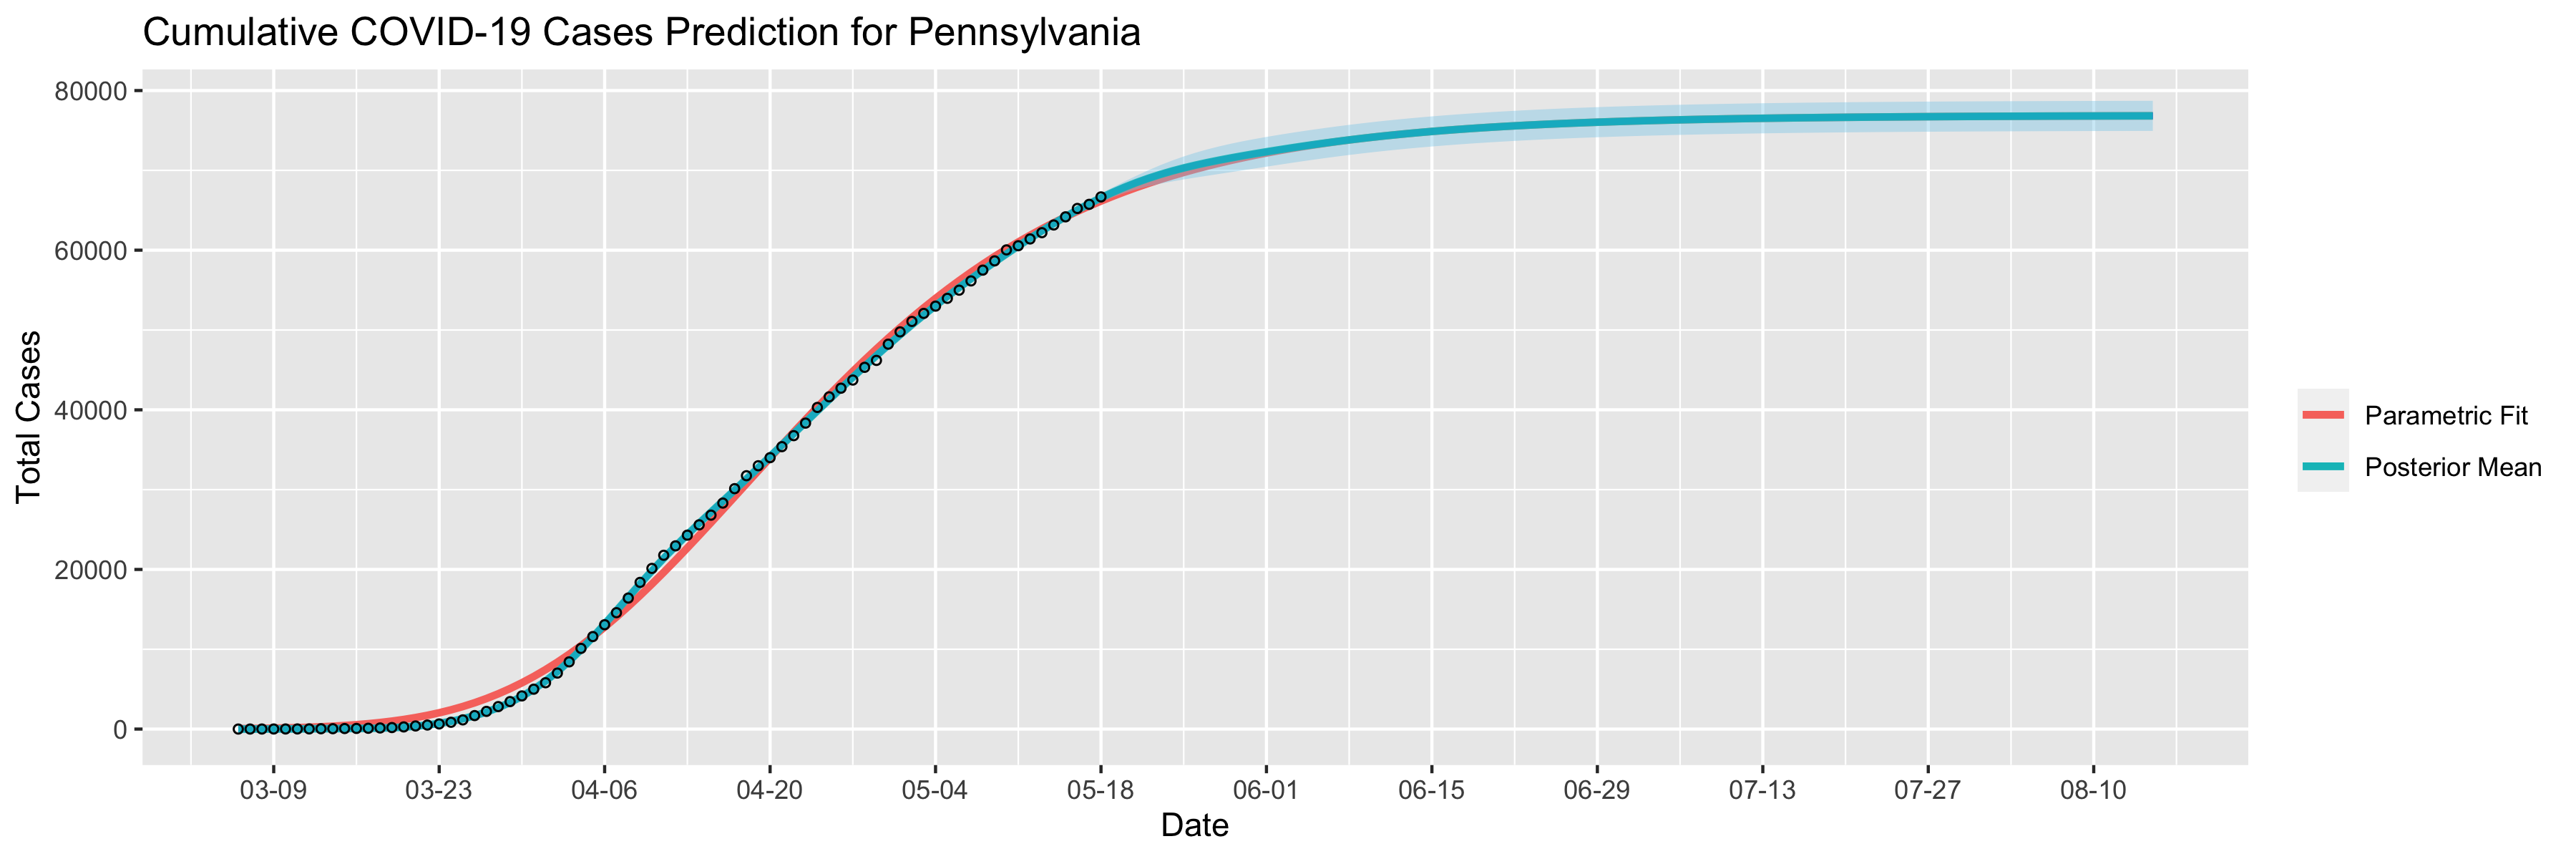 Cumulative COVID-19 Cases Prediction for Pennsylvania
80000
60000
40000
20000
0
Total Cases
03-09 03-23 04-06 04-20 05-04 05-18 06-01 06-15 06-29 07-13 07-27 08-10
Date
Parametric Fit
Posterior Mean